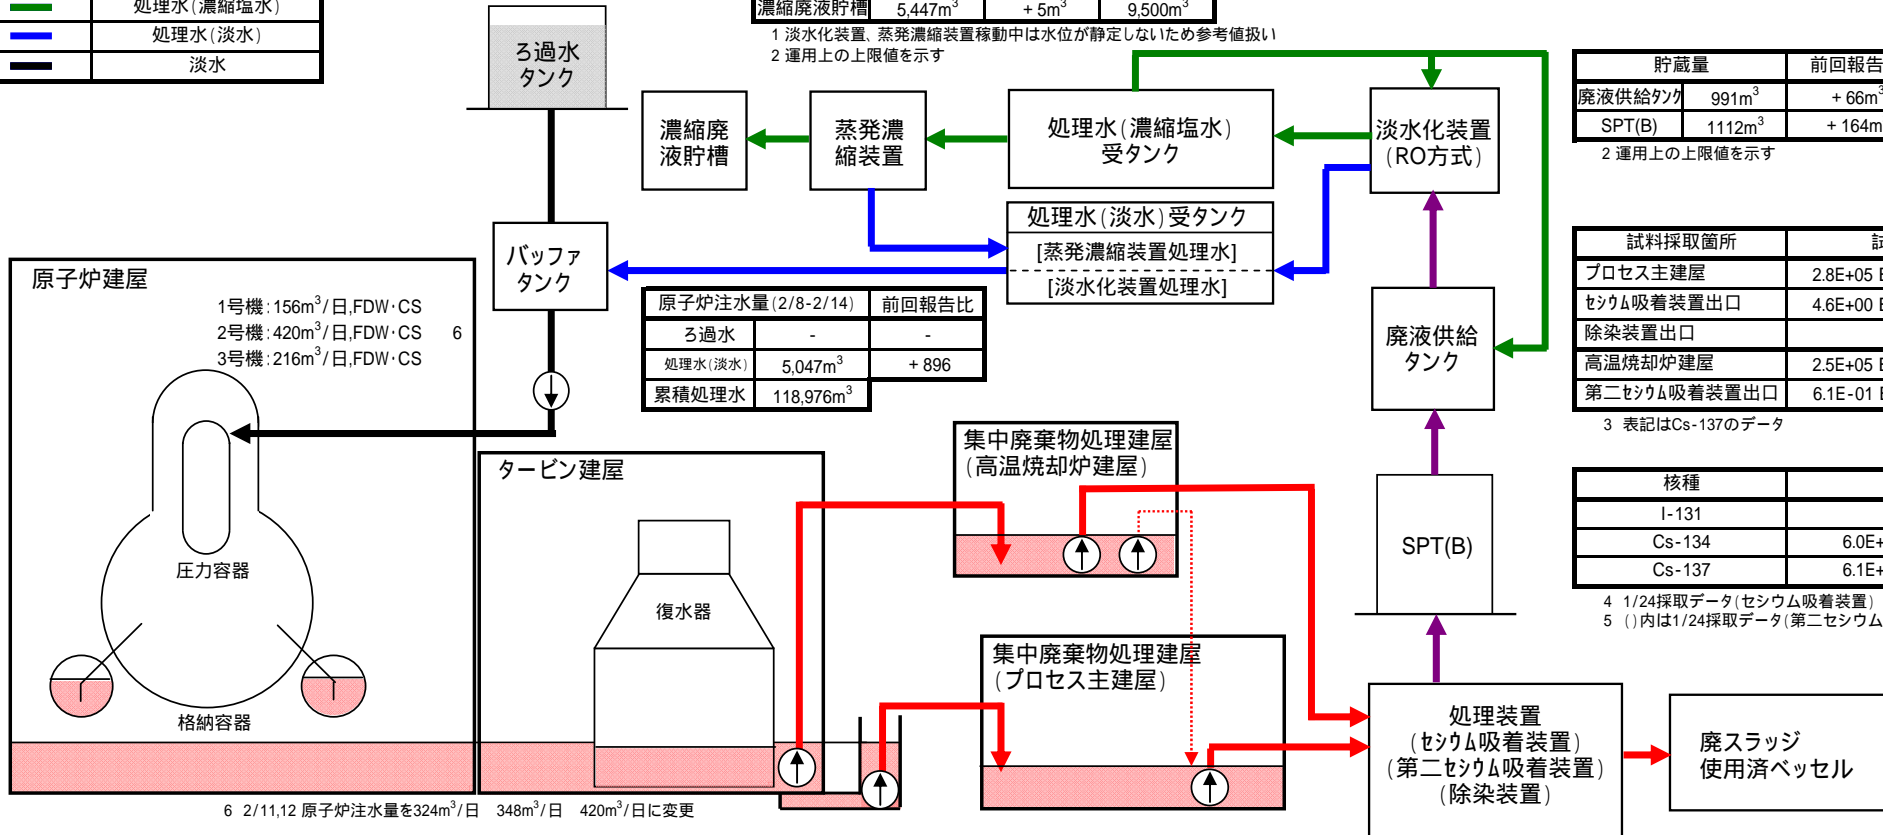 処理水(濃縮塩水)
処理水(淡水)
淡水
濃縮廃液貯槽 5,447m³ +5m³ 9,500m³
1 淡水化装置、蒸発濃縮装置稼動中は水位が静定しないため参考値扱い
2 運用上の上限値を示す
ろ過水
タンク
濃縮廃
液貯槽
蒸発濃
縮装置
処理水(濃縮塩水)
受タンク
淡水化装置
(RO方式)
貯蔵量 前回報告
廃液供給タンク 991m³ +66m³
SPT(B) 1112m³ +164m
2 運用上の上限値を示す
処理水(淡水)受タンク
[蒸発濃縮装置処理水]
[淡水化装置処理水]
バッファ
タンク
原子炉建屋
1号機:156m³/日,FDW・CS
2号機:420m³/日,FDW・CS 6
3号機:216m³/日,FDW・CS
原子炉注水量(2/8-2/14) 前回報告比
ろ過水 - -
処理水(淡水) 5,047m³ +896
累積処理水 118,976m³
廃液供給
タンク
試料採取箇所
プロセス主建屋 2.8E+05
セシウム吸着装置出口 4.6E+00
除染装置出口
高温焼却炉建屋 2.5E+05
第二セシウム吸着装置出口 6.1E-01
3 表記はCs-137のデータ
集中廃棄物処理建屋
(高温焼却炉建屋)
タービン建屋
核種
I-131
Cs-134 6.0E+
Cs-137 6.1E+
4 1/24採取データ(セシウム吸着装置)
5 ()内は1/24採取データ(第二セシウム
SPT(B)
圧力容器
復水器
格納容器
集中廃棄物処理建屋
(プロセス主建屋)
処理装置
(セシウム吸着装置)
(第二セシウム吸着装置)
(除染装置)
廃スラッジ
使用済ベッセル
6 2/11,12 原子炉注水量を324m³/日 348m³/日 420m³/日に変更